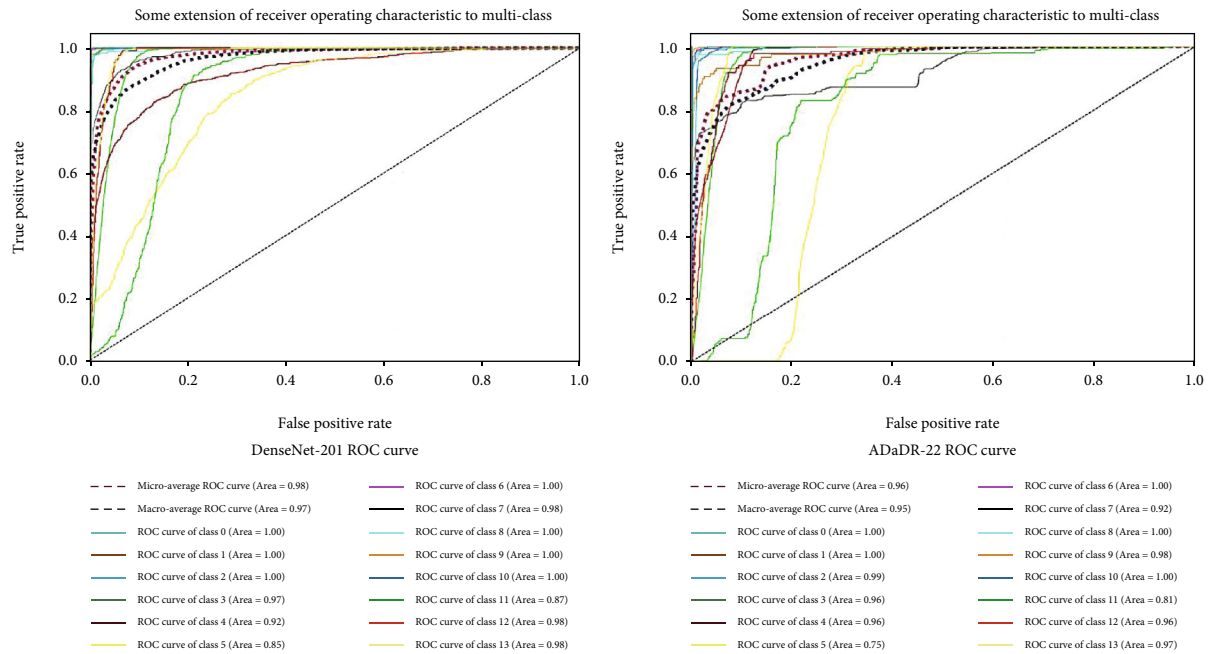 Some extension of receiver operating characteristic to multi-class
1.0
0.8
0.6
0.4
0.2
0.0
True positive rate
0.0 0.2 0.4 0.6 0.8 1.0
False positive rate
DenseNet-201 ROC curve
Micro-average ROC curve (Area = 0.98)
Macro-average ROC curve (Area = 0.97)
ROC curve of class 0 (Area = 1.00)
ROC curve of class 1 (Area = 1.00)
ROC curve of class 2 (Area = 1.00)
ROC curve of class 3 (Area = 0.97)
ROC curve of class 4 (Area = 0.92)
ROC curve of class 5 (Area = 0.85)
ROC curve of class 6 (Area = 1.00)
ROC curve of class 7 (Area = 0.98)
ROC curve of class 8 (Area = 1.00)
ROC curve of class 9 (Area = 1.00)
ROC curve of class 10 (Area = 1.00)
ROC curve of class 11 (Area = 0.87)
ROC curve of class 12 (Area = 0.98)
ROC curve of class 13 (Area = 0.98)
Some extension of receiver operating characteristic to multi-class
1.0
0.8
0.6
0.4
0.2
0.0
True positive rate
0.0 0.2 0.4 0.6 0.8 1.0
False positive rate
ADaDR-22 ROC curve
Micro-average ROC curve (Area = 0.96)
Macro-average ROC curve (Area = 0.95)
ROC curve of class 0 (Area = 1.00)
ROC curve of class 1 (Area = 1.00)
ROC curve of class 2 (Area = 0.99)
ROC curve of class 3 (Area = 0.96)
ROC curve of class 4 (Area = 0.96)
ROC curve of class 5 (Area = 0.75)
ROC curve of class 6 (Area = 1.00)
ROC curve of class 7 (Area = 0.92)
ROC curve of class 8 (Area = 1.00)
ROC curve of class 9 (Area = 0.98)
ROC curve of class 10 (Area = 1.00)
ROC curve of class 11 (Area = 0.81)
ROC curve of class 12 (Area = 0.96)
ROC curve of class 13 (Area = 0.97)